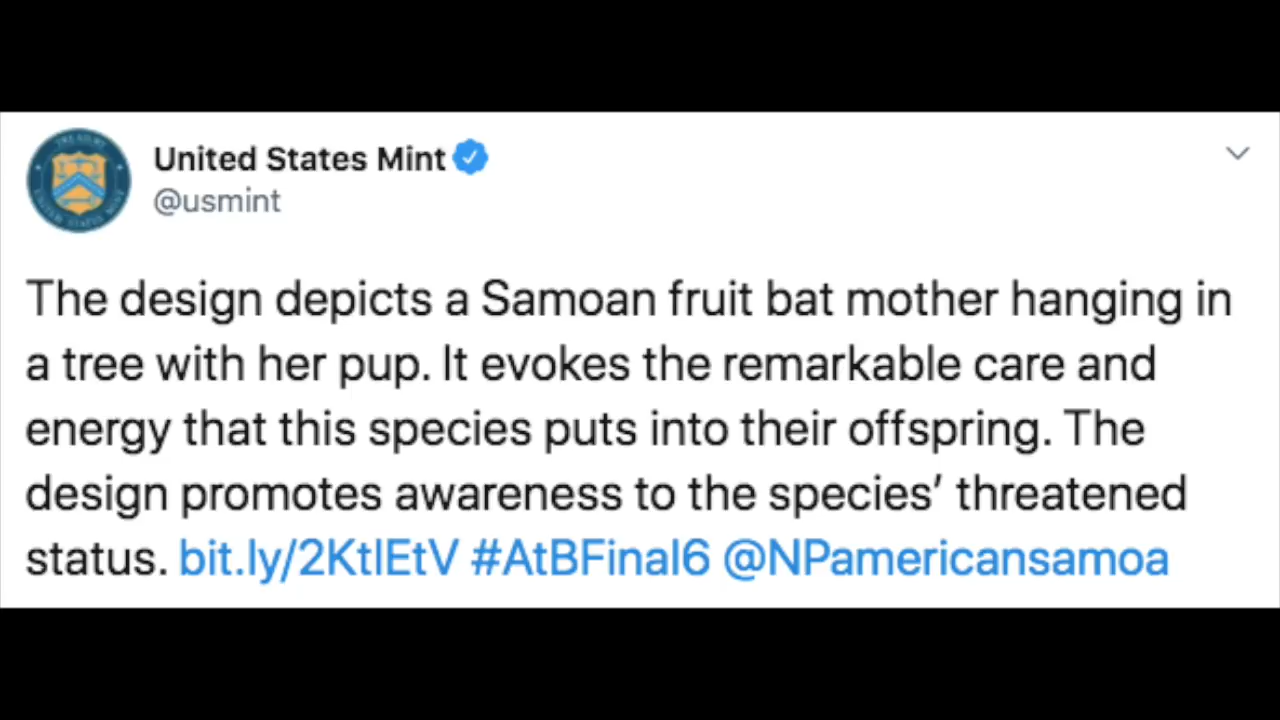 United States Mint
@usmint
The design depicts a Samoan fruit bat mother hanging in
a tree with her pup. It evokes the remarkable care and
energy that this species puts into their offspring. The
design promotes awareness to the species’ threatened
status. bit.ly/2KtlEtV #AtBFinal6 @NPamericansamoa